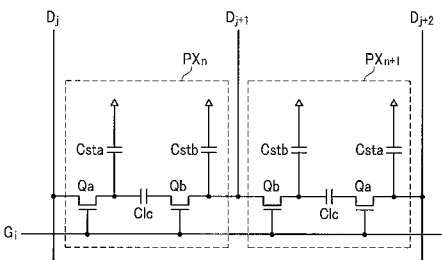 Dj Dj+1 Dj+2
PXn PXn+1
Csta Cstb Cstb Csta
Qa Qb Qb Qa
Clc Clc
Gi